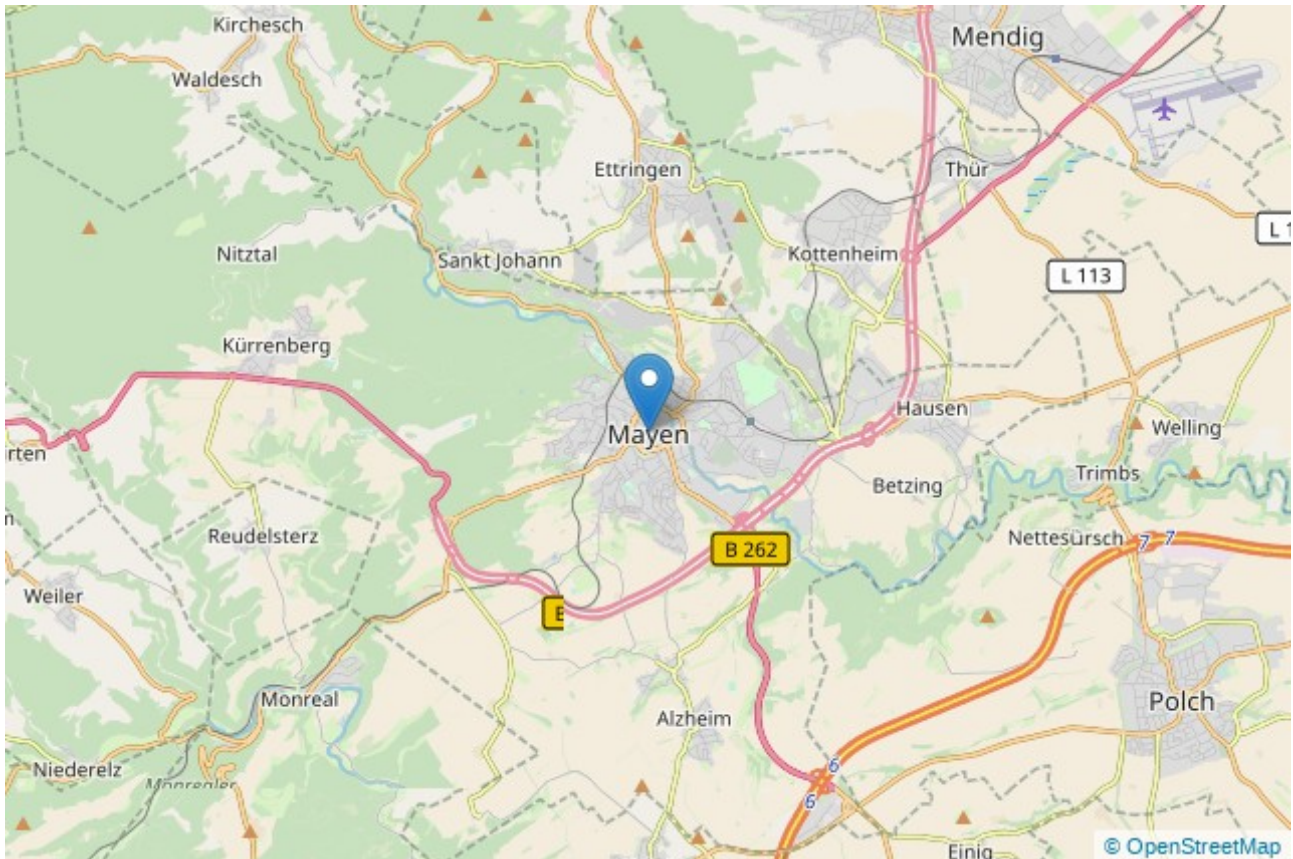 Kirchesch
Mendig
Waldesch
Ettringen
Thür
Nitztal
Sankt Johann
Kottenheim
L 1
L 113
Kürrenberg
Hausen
Mayen
Welling
rten
Trimbs
Betzing
n
Reudelsterz
Nettesürsch
7
7
B 262
Weiler
B
Monreal
Polch
Alzheim
Niederelz
6
Monregler
6
Einig
© OpenStreetMap